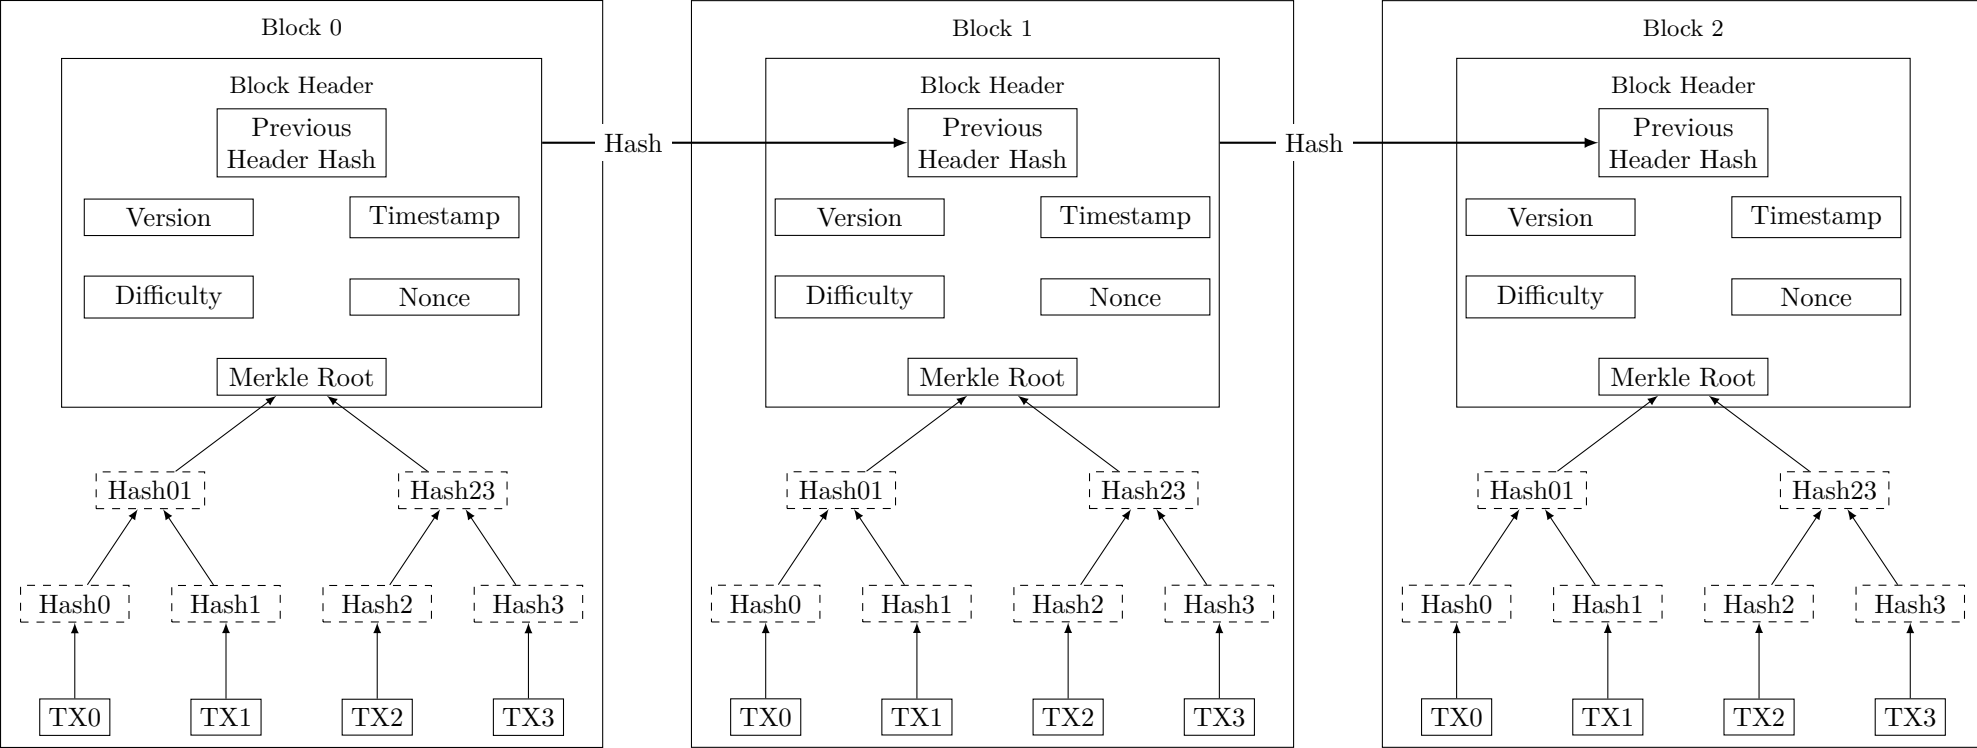 Block 0
Block Header
Previous
Header Hash
Version
Timestamp
Difficulty
Nonce
Merkle Root
Hash01
Hash23
Hash0
Hash1
Hash2
Hash3
TX0
TX1
TX2
TX3
Hash
Block 1
Block Header
Previous
Header Hash
Version
Timestamp
Difficulty
Nonce
Merkle Root
Hash01
Hash23
Hash0
Hash1
Hash2
Hash3
TX0
TX1
TX2
TX3
Hash
Block 2
Block Header
Previous
Header Hash
Version
Timestamp
Difficulty
Nonce
Merkle Root
Hash01
Hash23
Hash0
Hash1
Hash2
Hash3
TX0
TX1
TX2
TX3